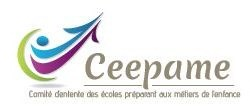 Ceepame
Comité d'entente des écoles préparant aux métiers de l'enfance